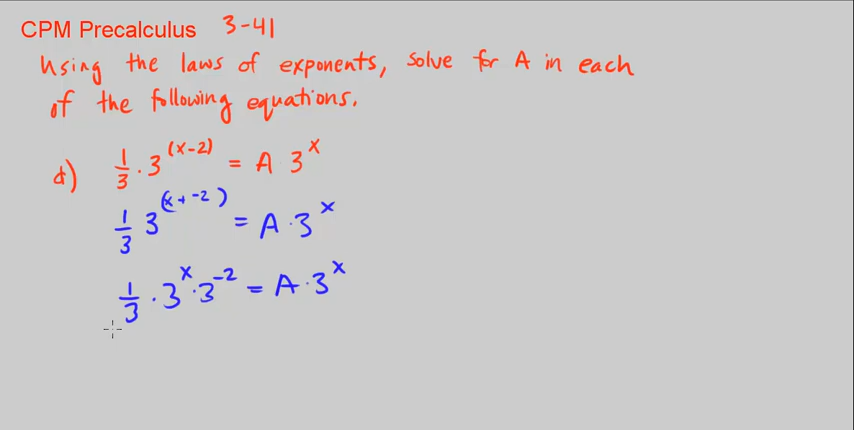 CPM Precalculus 3-41
Using the laws of exponents, solve for A in each
of the following equations.
d) 1/3 · 3^(x-2) = A 3^x
1/3 3^(x + -2) = A · 3^x
1/3 · 3^x · 3^-2 = A · 3^x